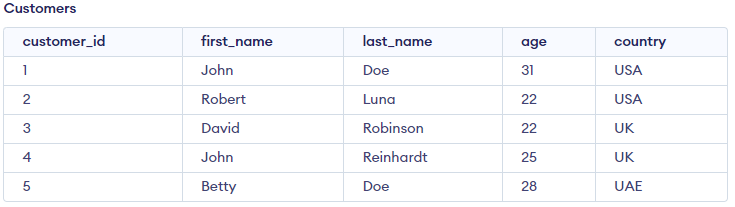 Customers
customer_id first_name last_name age country
1 John Doe 31 USA
2 Robert Luna 22 USA
3 David Robinson 22 UK
4 John Reinhardt 25 UK
5 Betty Doe 28 UAE